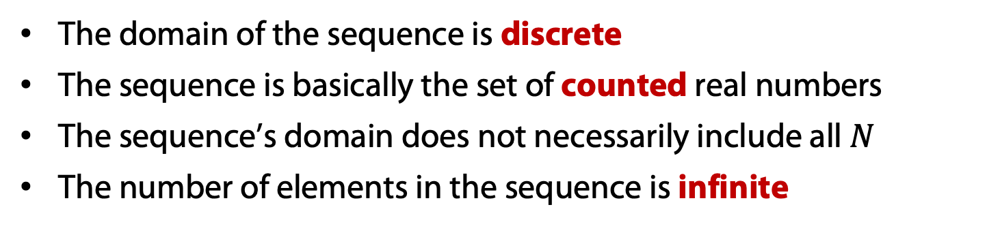 • The domain of the sequence is discrete
• The sequence is basically the set of counted real numbers
• The sequence’s domain does not necessarily include all N
• The number of elements in the sequence is infinite